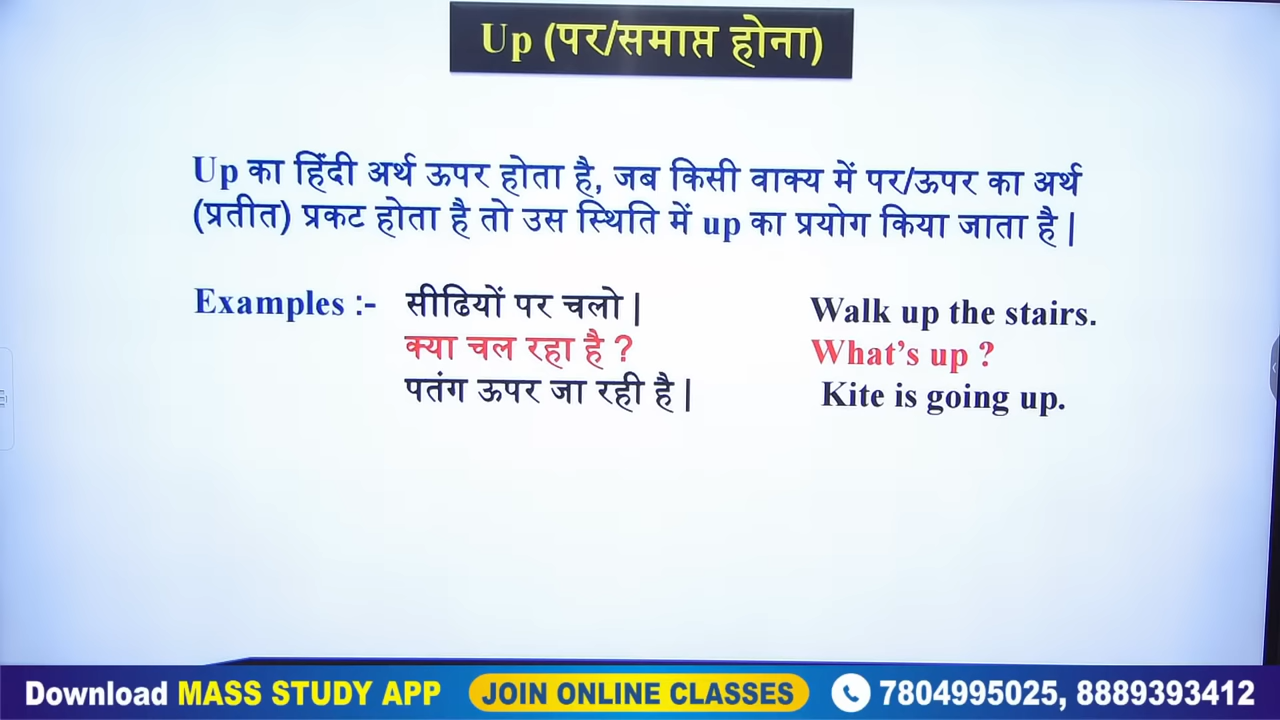 Up (पर/समाप्त होना)
Up का हिंदी अर्थ ऊपर होता है, जब किसी वाक्य में पर/ऊपर का अर्थ
(प्रतीत) प्रकट होता है तो उस स्थिति में up का प्रयोग किया जाता है |
Examples :- सीढियों पर चलो | Walk up the stairs.
क्या चल रहा है ? What's up ?
पतंग ऊपर जा रही है | Kite is going up.
Download MASS STUDY APP JOIN ONLINE CLASSES 7804995025, 8889393412